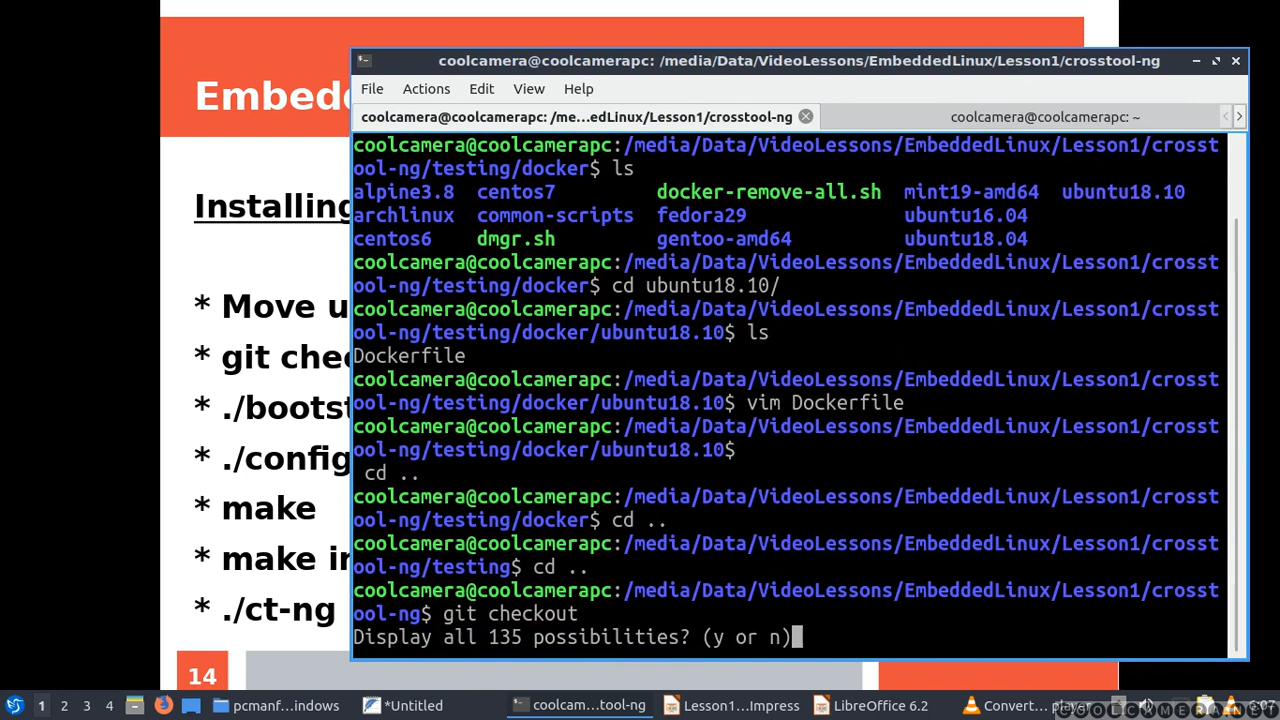 Embedd
coolcamera@coolcamerapc: /media/Data/VideoLessons/EmbeddedLinux/Lesson1/crosstool-ng
File Actions Edit View Help
coolcamera@coolcamerapc: /me...edLinux/Lesson1/crosstool-ng coolcamera@coolcamerapc: ~
coolcamera@coolcamerapc:/media/Data/VideoLessons/EmbeddedLinux/Lesson1/crosst
ool-ng/testing/docker$ ls
alpine3.8 centos7 docker-remove-all.sh mint19-amd64 ubuntu18.10
archlinux common-scripts fedora29 ubuntu16.04
centos6 dmgr.sh gentoo-amd64 ubuntu18.04
coolcamera@coolcamerapc:/media/Data/VideoLessons/EmbeddedLinux/Lesson1/crosst
ool-ng/testing/docker$ cd ubuntu18.10/
coolcamera@coolcamerapc:/media/Data/VideoLessons/EmbeddedLinux/Lesson1/crosst
ool-ng/testing/docker/ubuntu18.10$ ls
Dockerfile
coolcamera@coolcamerapc:/media/Data/VideoLessons/EmbeddedLinux/Lesson1/crosst
ool-ng/testing/docker/ubuntu18.10$ vim Dockerfile
coolcamera@coolcamerapc:/media/Data/VideoLessons/EmbeddedLinux/Lesson1/crosst
ool-ng/testing/docker/ubuntu18.10$
cd ..
coolcamera@coolcamerapc:/media/Data/VideoLessons/EmbeddedLinux/Lesson1/crosst
ool-ng/testing/docker$ cd ..
coolcamera@coolcamerapc:/media/Data/VideoLessons/EmbeddedLinux/Lesson1/crosst
ool-ng/testing$ cd ..
coolcamera@coolcamerapc:/media/Data/VideoLessons/EmbeddedLinux/Lesson1/crosst
ool-ng$ git checkout
Display all 135 possibilities? (y or n)
Installing
* Move u
* git chec
* ./bootst
* ./config
* make
* make in
* ./ct-ng
14
1 2 3 4 pcmanf...indows *Untitled coolcam...tool-ng Lesson1...Impress LibreOffice 6.2 Convert... player
COOLCAMERA.NET